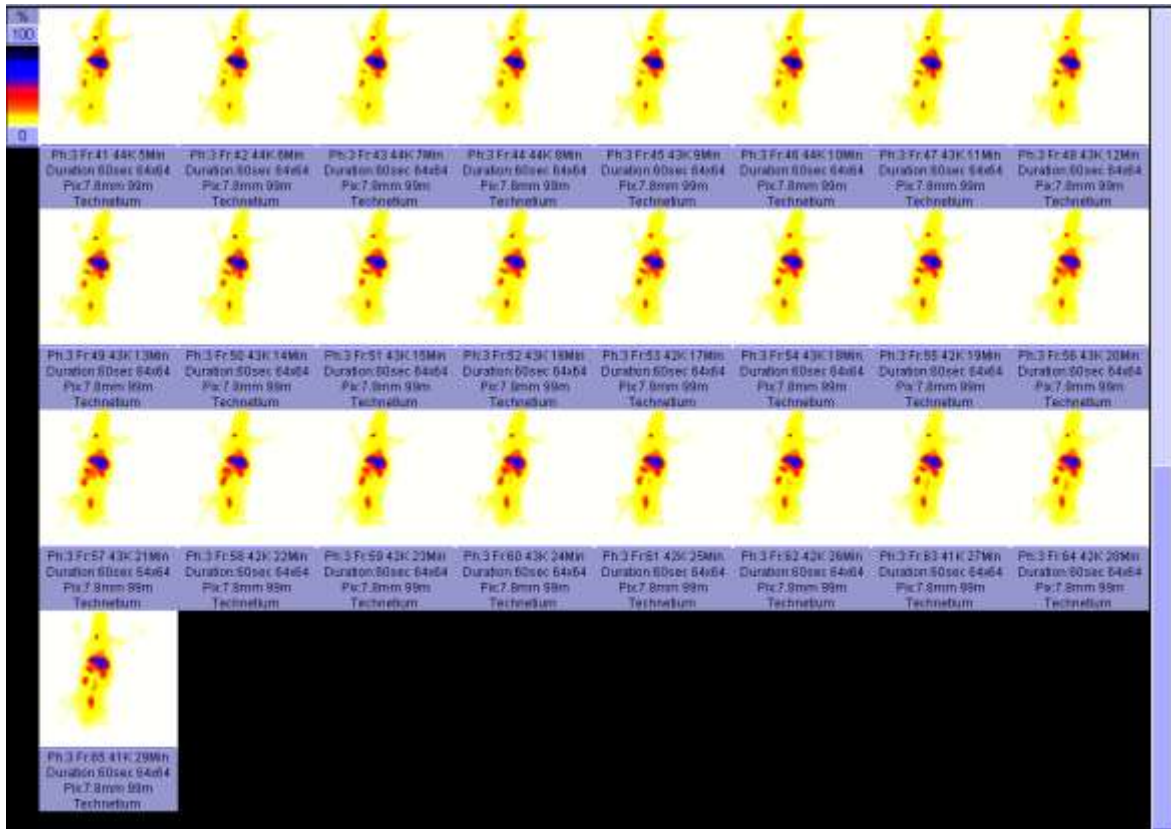 %
100
0
Ph:3 Fr:41 44K 5Min
Duration:60sec 64x64
Pix:7.8mm 99m
Technetium
Ph:3 Fr:42 44K 6Min
Duration:60sec 64x64
Pix:7.8mm 99m
Technetium
Ph:3 Fr:43 44K 7Min
Duration:60sec 64x64
Pix:7.8mm 99m
Technetium
Ph:3 Fr:44 44K 8Min
Duration:60sec 64x64
Pix:7.8mm 99m
Technetium
Ph:3 Fr:45 43K 9Min
Duration:60sec 64x64
Pix:7.8mm 99m
Technetium
Ph:3 Fr:46 44K 10Min
Duration:60sec 64x64
Pix:7.8mm 99m
Technetium
Ph:3 Fr:47 43K 11Min
Duration:60sec 64x64
Pix:7.8mm 99m
Technetium
Ph:3 Fr:48 43K 12Min
Duration:60sec 64x64
Pix:7.8mm 99m
Technetium
Ph:3 Fr:49 43K 13Min
Duration:60sec 64x64
Pix:7.8mm 99m
Technetium
Ph:3 Fr:50 43K 14Min
Duration:60sec 64x64
Pix:7.8mm 99m
Technetium
Ph:3 Fr:51 43K 15Min
Duration:60sec 64x64
Pix:7.8mm 99m
Technetium
Ph:3 Fr:52 43K 16Min
Duration:60sec 64x64
Pix:7.8mm 99m
Technetium
Ph:3 Fr:53 42K 17Min
Duration:60sec 64x64
Pix:7.8mm 99m
Technetium
Ph:3 Fr:54 43K 18Min
Duration:60sec 64x64
Pix:7.8mm 99m
Technetium
Ph:3 Fr:55 42K 19Min
Duration:60sec 64x64
Pix:7.8mm 99m
Technetium
Ph:3 Fr:56 43K 20Min
Duration:60sec 64x64
Pix:7.8mm 99m
Technetium
Ph:3 Fr:57 43K 21Min
Duration:60sec 64x64
Pix:7.8mm 99m
Technetium
Ph:3 Fr:58 42K 22Min
Duration:60sec 64x64
Pix:7.8mm 99m
Technetium
Ph:3 Fr:59 42K 23Min
Duration:60sec 64x64
Pix:7.8mm 99m
Technetium
Ph:3 Fr:60 43K 24Min
Duration:60sec 64x64
Pix:7.8mm 99m
Technetium
Ph:3 Fr:61 42K 25Min
Duration:60sec 64x64
Pix:7.8mm 99m
Technetium
Ph:3 Fr:62 42K 26Min
Duration:60sec 64x64
Pix:7.8mm 99m
Technetium
Ph:3 Fr:63 41K 27Min
Duration:60sec 64x64
Pix:7.8mm 99m
Technetium
Ph:3 Fr:64 42K 28Min
Duration:60sec 64x64
Pix:7.8mm 99m
Technetium
Ph:3 Fr:65 41K 29Min
Duration:60sec 64x64
Pix:7.8mm 99m
Technetium